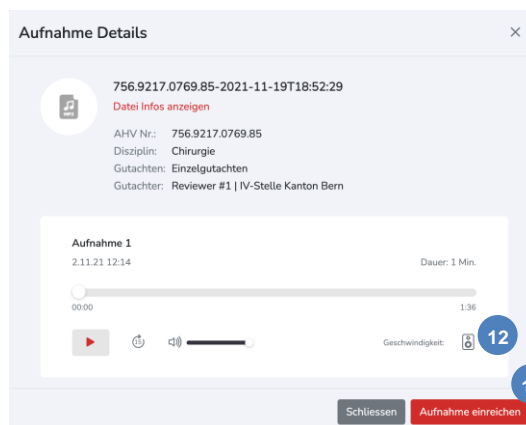 Aufnahme Details
756.9217.0769.85-2021-11-19T18:52:29
Datei Infos anzeigen
MP3
AHV Nr.: 756.9217.0769.85
Disziplin: Chirurgie
Gutachten: Einzelgutachten
Gutachter: Reviewer #1 | IV-Stelle Kanton Bern
Aufnahme 1
2.11.21 12:14 Dauer: 1 Min.
00:00 1:36
15 Geschwindigkeit: 12
Schliessen Aufnahme einreichen